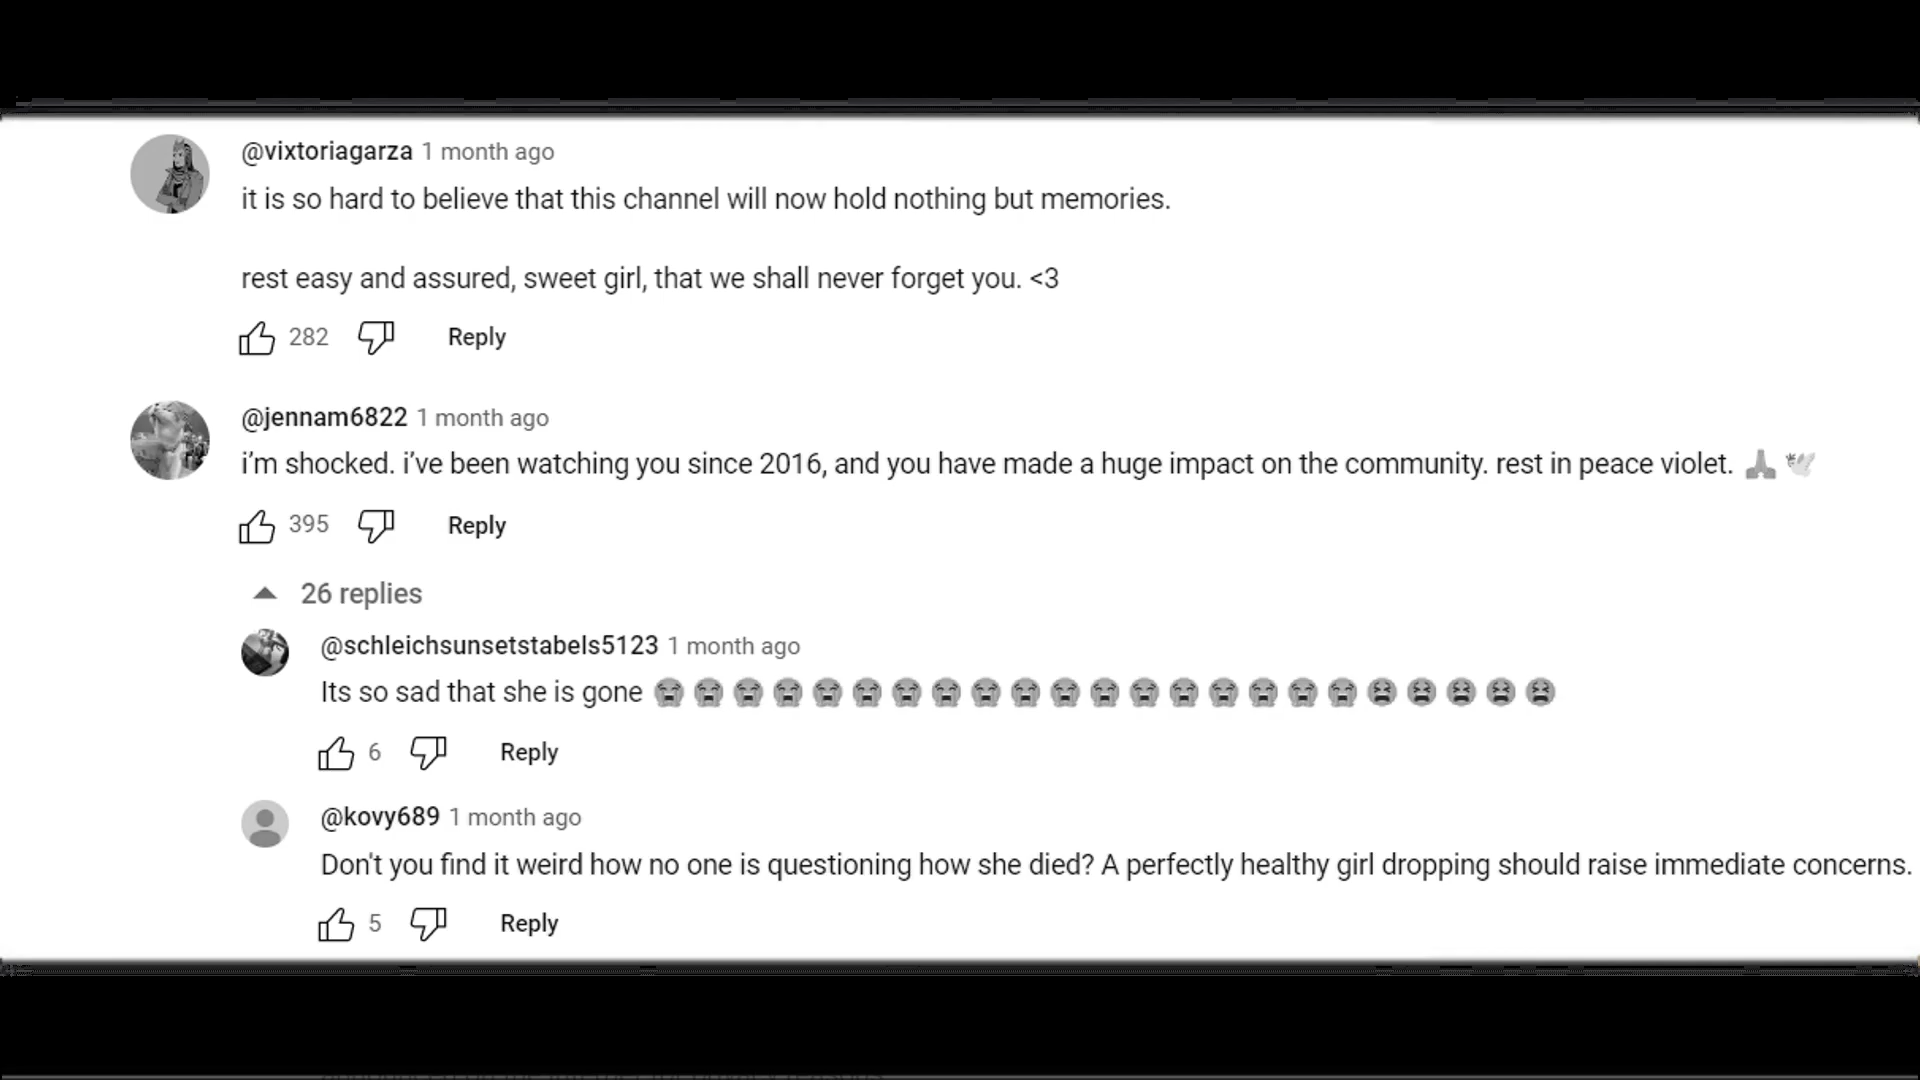 @vixtoriagarza 1 month ago
it is so hard to believe that this channel will now hold nothing but memories.
rest easy and assured, sweet girl, that we shall never forget you. <3
282 Reply
@jennam6822 1 month ago
i’m shocked. i’ve been watching you since 2016, and you have made a huge impact on the community. rest in peace violet. 🙏🕊️
395 Reply
26 replies
@schleichsunsetstabels5123 1 month ago
Its so sad that she is gone 😭😭😭😭😭😭😭😭😭😭😭😭😭😭😭😭😭😭😫😫😫😫😫
6 Reply
@kovy689 1 month ago
Don't you find it weird how no one is questioning how she died? A perfectly healthy girl dropping should raise immediate concerns.
5 Reply